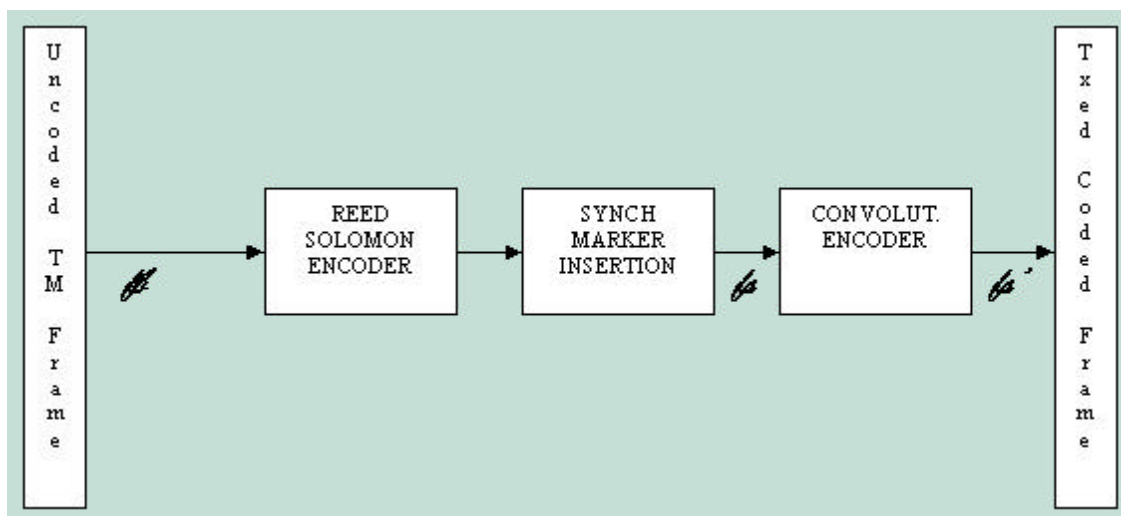 Uncoded TM Frame
REED
SOLOMON
ENCODER
SYNCH
MARKER
INSERTION
CONVOLUT.
ENCODER
Txed Coded Frame